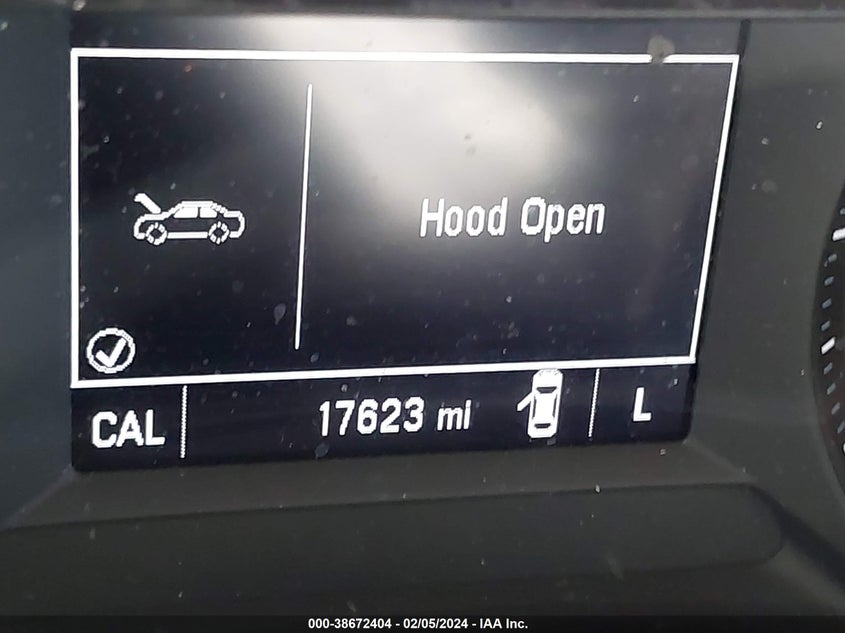 Hood Open
CAL 17623 mi L
000-38672404 - 02/05/2024 - IAA Inc.